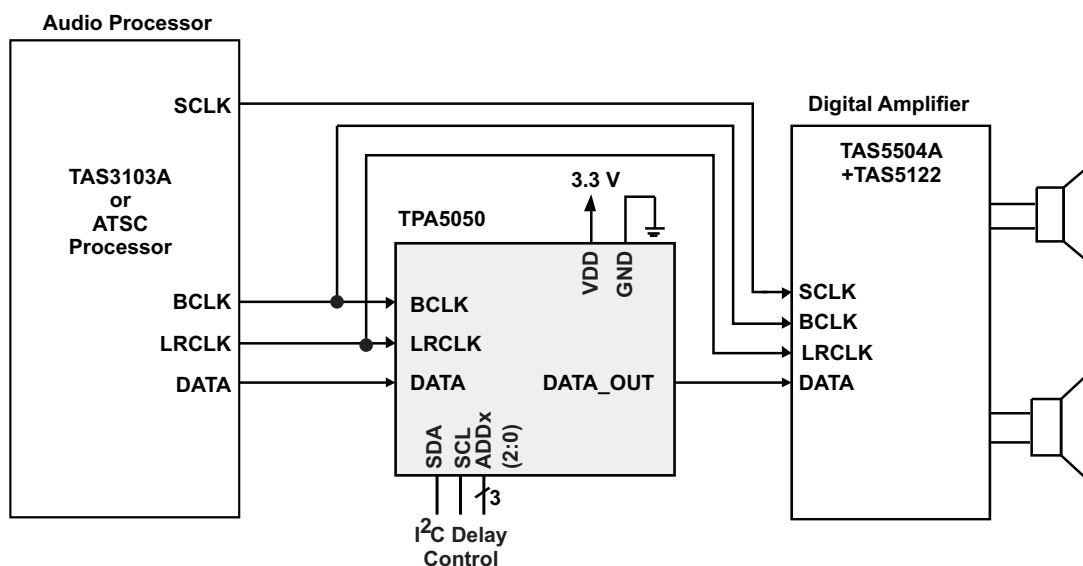 Audio Processor
SCLK
TAS3103A
or
ATSC
Processor
BCLK
LRCLK
DATA
TPA5050
3.3 V
VDD
GND
BCLK
LRCLK
DATA
DATA_OUT
SDA
SCL
ADDx
(2:0)
3
I²C Delay
Control
Digital Amplifier
TAS5504A
+TAS5122
SCLK
BCLK
LRCLK
DATA